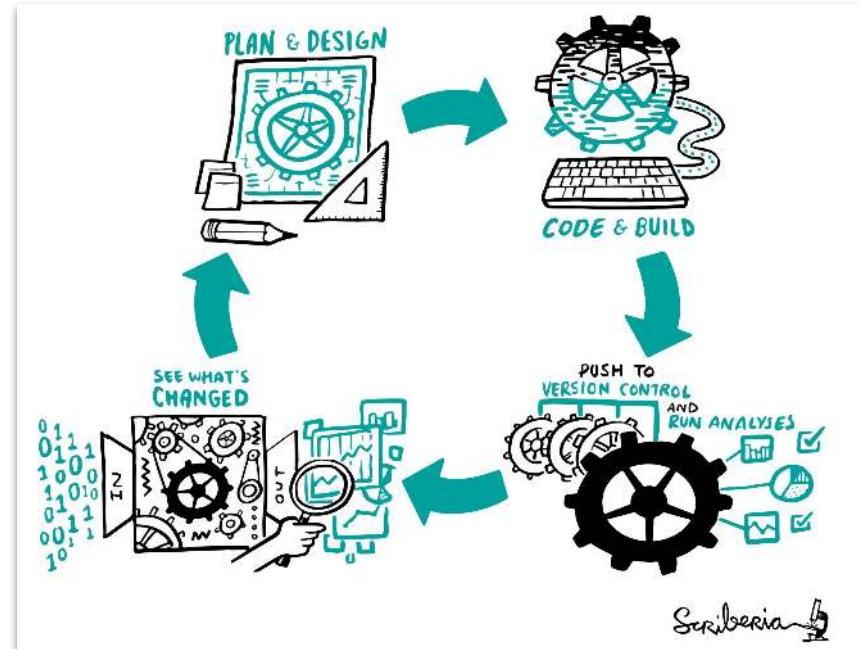 PLAN & DESIGN
CODE & BUILD
PUSH TO
VERSION CONTROL
AND
RUN ANALYSES
SEE WHAT'S
CHANGED
IN
OUT
Scriberia